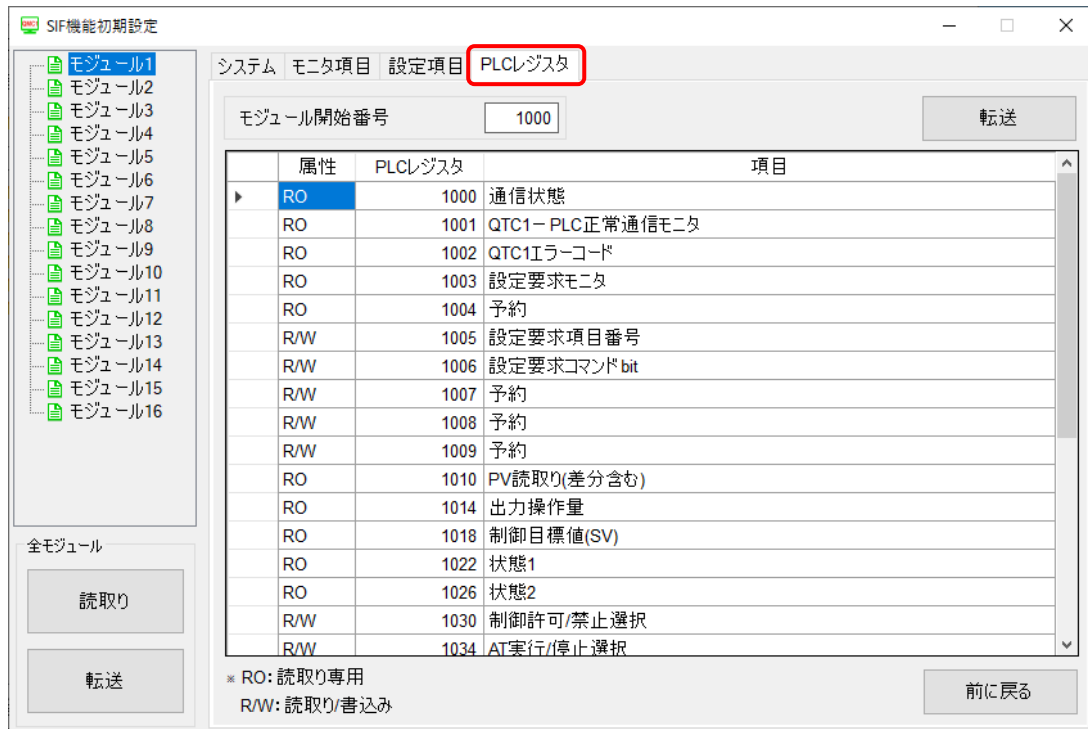 QMC1 SIF機能初期設定
モジュール1
モジュール2
モジュール3
モジュール4
モジュール5
モジュール6
モジュール7
モジュール8
モジュール9
モジュール10
モジュール11
モジュール12
モジュール13
モジュール14
モジュール15
モジュール16
全モジュール
読取り
転送
システム モニタ項目 設定項目 PLCレジスタ
モジュール開始番号 1000 転送
属性 PLCレジスタ 項目
RO 1000 通信状態
RO 1001 QTC1－PLC正常通信モニタ
RO 1002 QTC1エラーコード
RO 1003 設定要求モニタ
RO 1004 予約
R/W 1005 設定要求項目番号
R/W 1006 設定要求コマンドbit
R/W 1007 予約
R/W 1008 予約
R/W 1009 予約
RO 1010 PV読取り(差分含む)
RO 1014 出力操作量
RO 1018 制御目標値(SV)
RO 1022 状態1
RO 1026 状態2
R/W 1030 制御許可/禁止選択
R/W 1034 AT実行/停止選択
※ RO:読取り専用
R/W:読取り/書込み
前に戻る